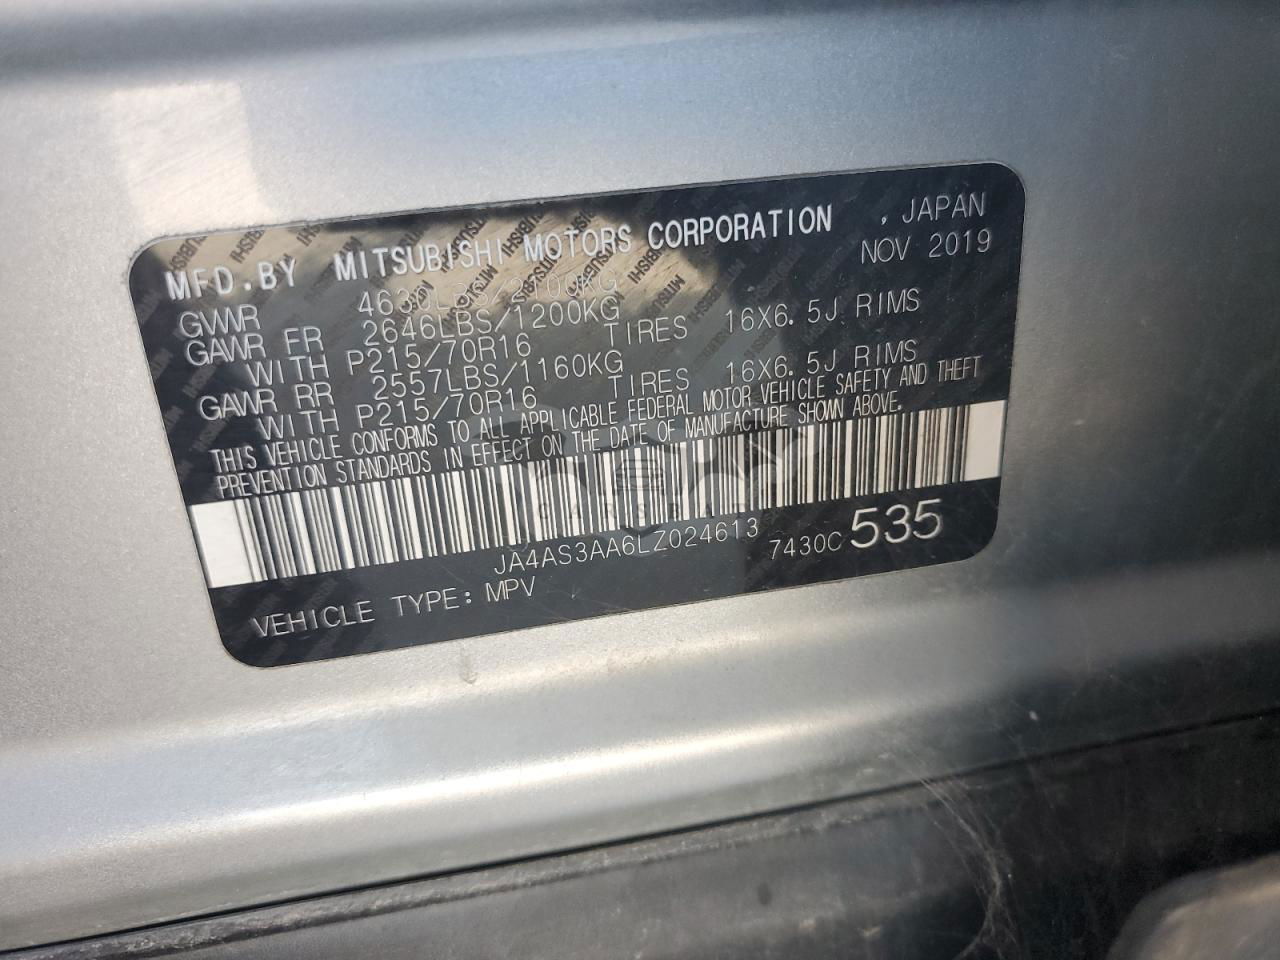 MFD. BY MITSUBISHI MOTORS CORPORATION , JAPAN
NOV 2019
GVWR 4630LBS/2100KG
GAWR FR 2646LBS/1200KG
WITH P215/70R16 TIRES 16X6.5J RIMS
GAWR RR 2557LBS/1160KG
WITH P215/70R16 TIRES 16X6.5J RIMS
THIS VEHICLE CONFORMS TO ALL APPLICABLE FEDERAL MOTOR VEHICLE SAFETY AND THEFT
PREVENTION STANDARDS IN EFFECT ON THE DATE OF MANUFACTURE SHOWN ABOVE.
JA4AS3AA6LZ024613 7430C 535
VEHICLE TYPE: MPV